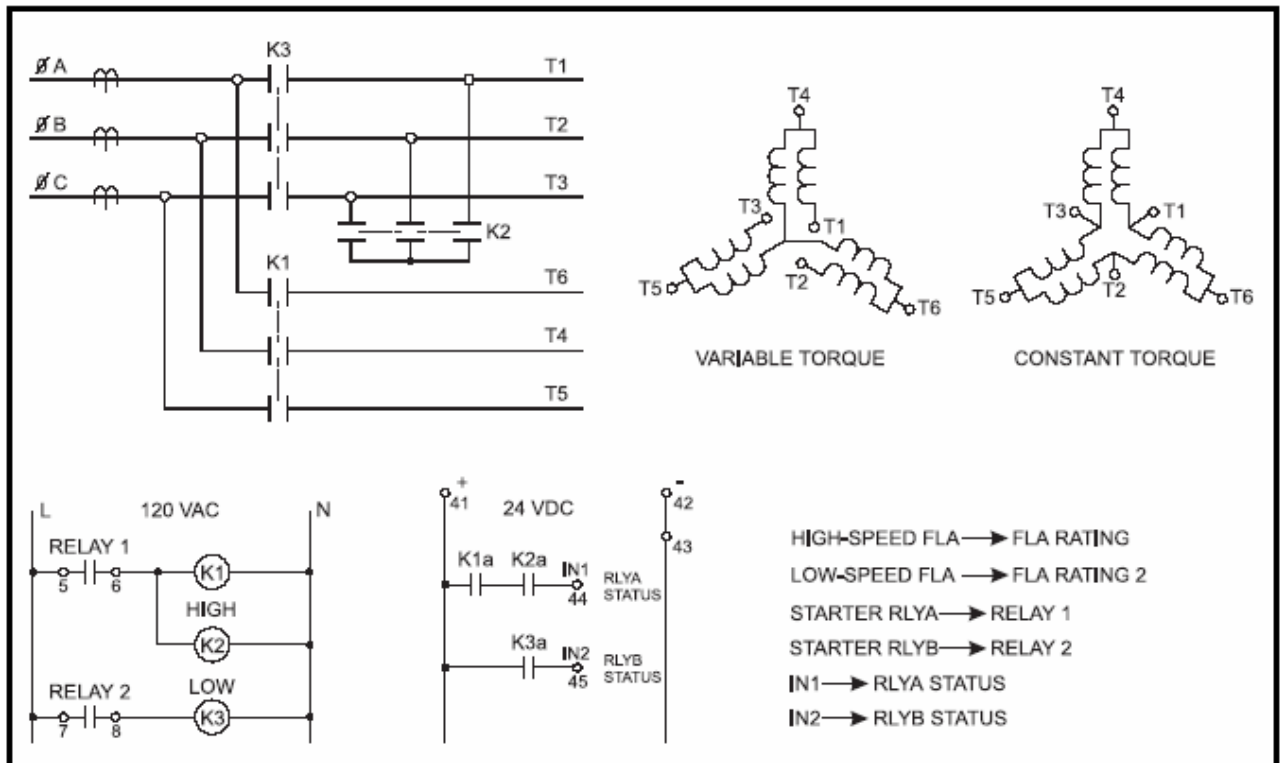 K3
ØA
T1
ØB
T2
ØC
T3
K2
K1
T6
T4
T5
T4
T3
T1
T2
T5
T6
VARIABLE TORQUE
T4
T3
T1
T2
T5
T6
CONSTANT TORQUE
L
120 VAC
N
RELAY 1
5
6
K1
HIGH
K2
RELAY 2
7
8
LOW
K3
+
41
24 VDC
-
42
43
K1a
K2a
IN1
44
RLYA
STATUS
K3a
IN2
45
RLYB
STATUS
HIGH-SPEED FLA → FLA RATING
LOW-SPEED FLA → FLA RATING 2
STARTER RLYA → RELAY 1
STARTER RLYB → RELAY 2
IN1 → RLYA STATUS
IN2 → RLYB STATUS